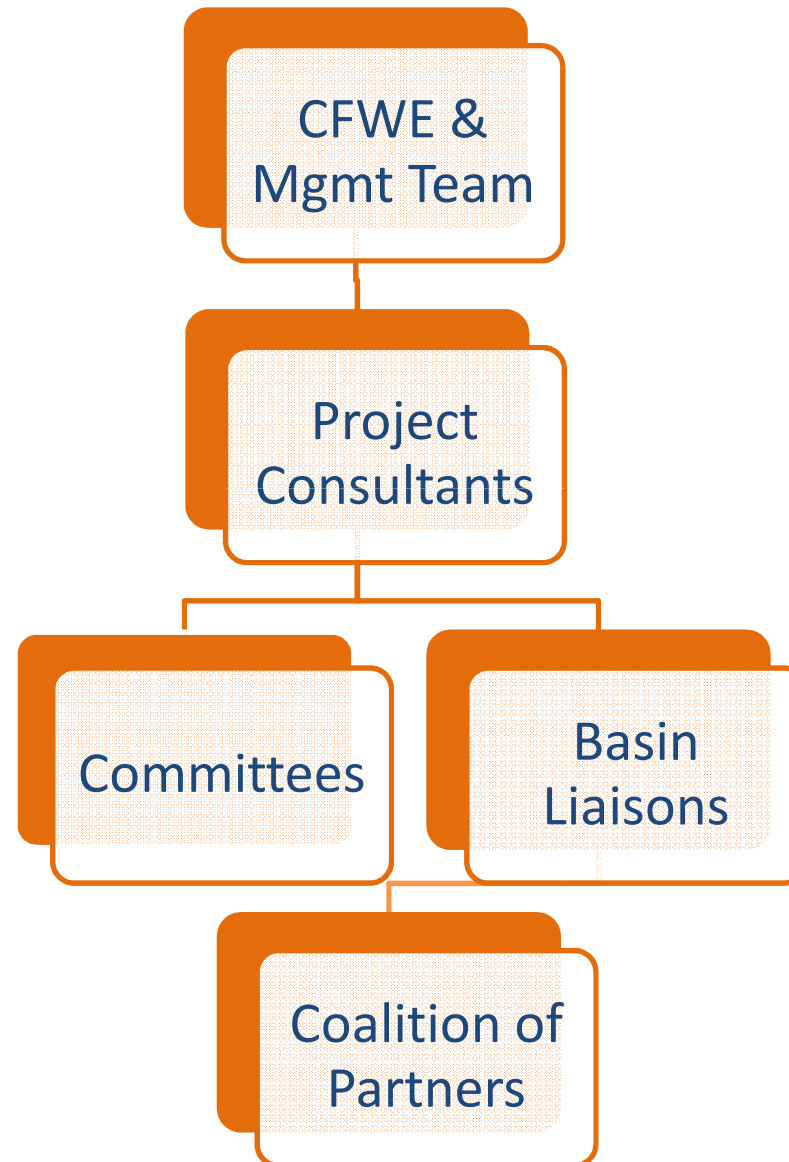 CFWE &
Mgmt Team
Project
Consultants
Committees
Basin
Liaisons
Coalition of
Partners